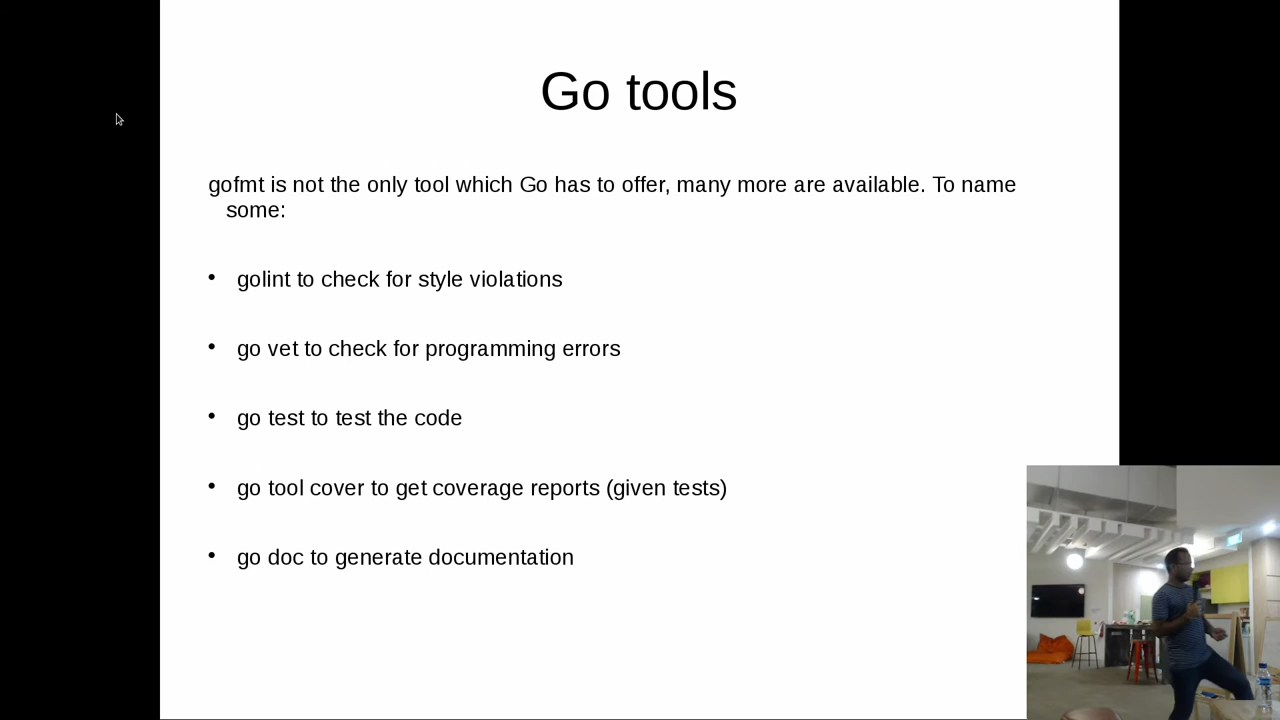 Go tools
gofmt is not the only tool which Go has to offer, many more are available. To name
some:
• golint to check for style violations
• go vet to check for programming errors
• go test to test the code
• go tool cover to get coverage reports (given tests)
• go doc to generate documentation